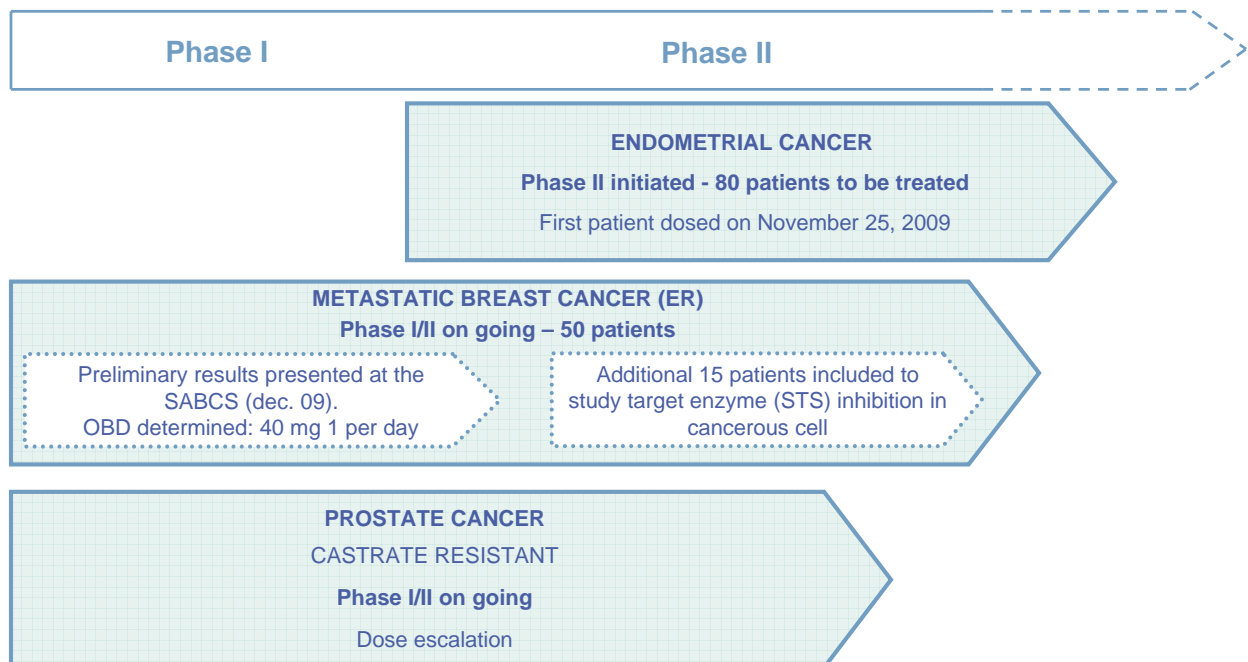 Phase I
Phase II
ENDOMETRIAL CANCER
Phase II initiated - 80 patients to be treated
First patient dosed on November 25, 2009
METASTATIC BREAST CANCER (ER)
Phase I/II on going – 50 patients
Preliminary results presented at the
SABCS (dec. 09).
OBD determined: 40 mg 1 per day
Additional 15 patients included to
study target enzyme (STS) inhibition in
cancerous cell
PROSTATE CANCER
CASTRATE RESISTANT
Phase I/II on going
Dose escalation